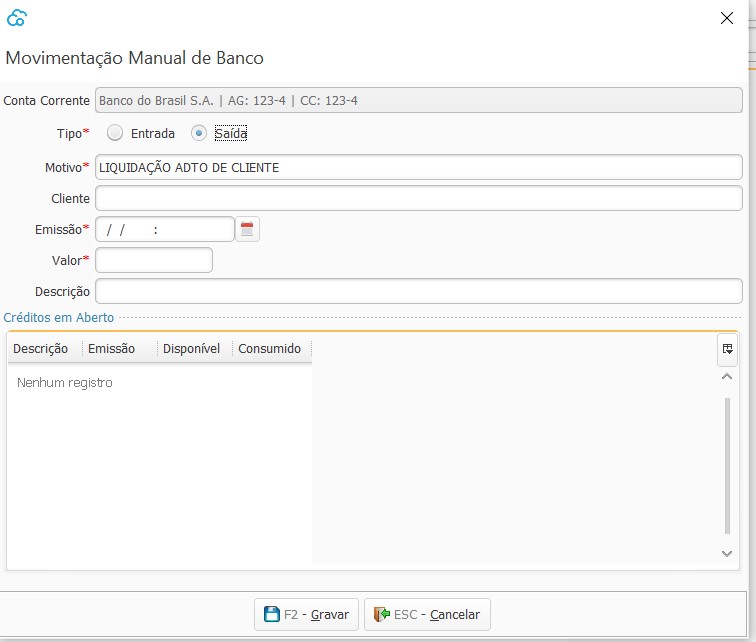 Movimentação Manual de Banco
Conta Corrente Banco do Brasil S.A. | AG: 123-4 | CC: 123-4
Tipo* Entrada Saída
Motivo* LIQUIDAÇÃO ADTO DE CLIENTE
Cliente
Emissão* / / :
Valor*
Descrição
Créditos em Aberto
Descrição Emissão Disponível Consumido
Nenhum registro
F2 - Gravar ESC - Cancelar